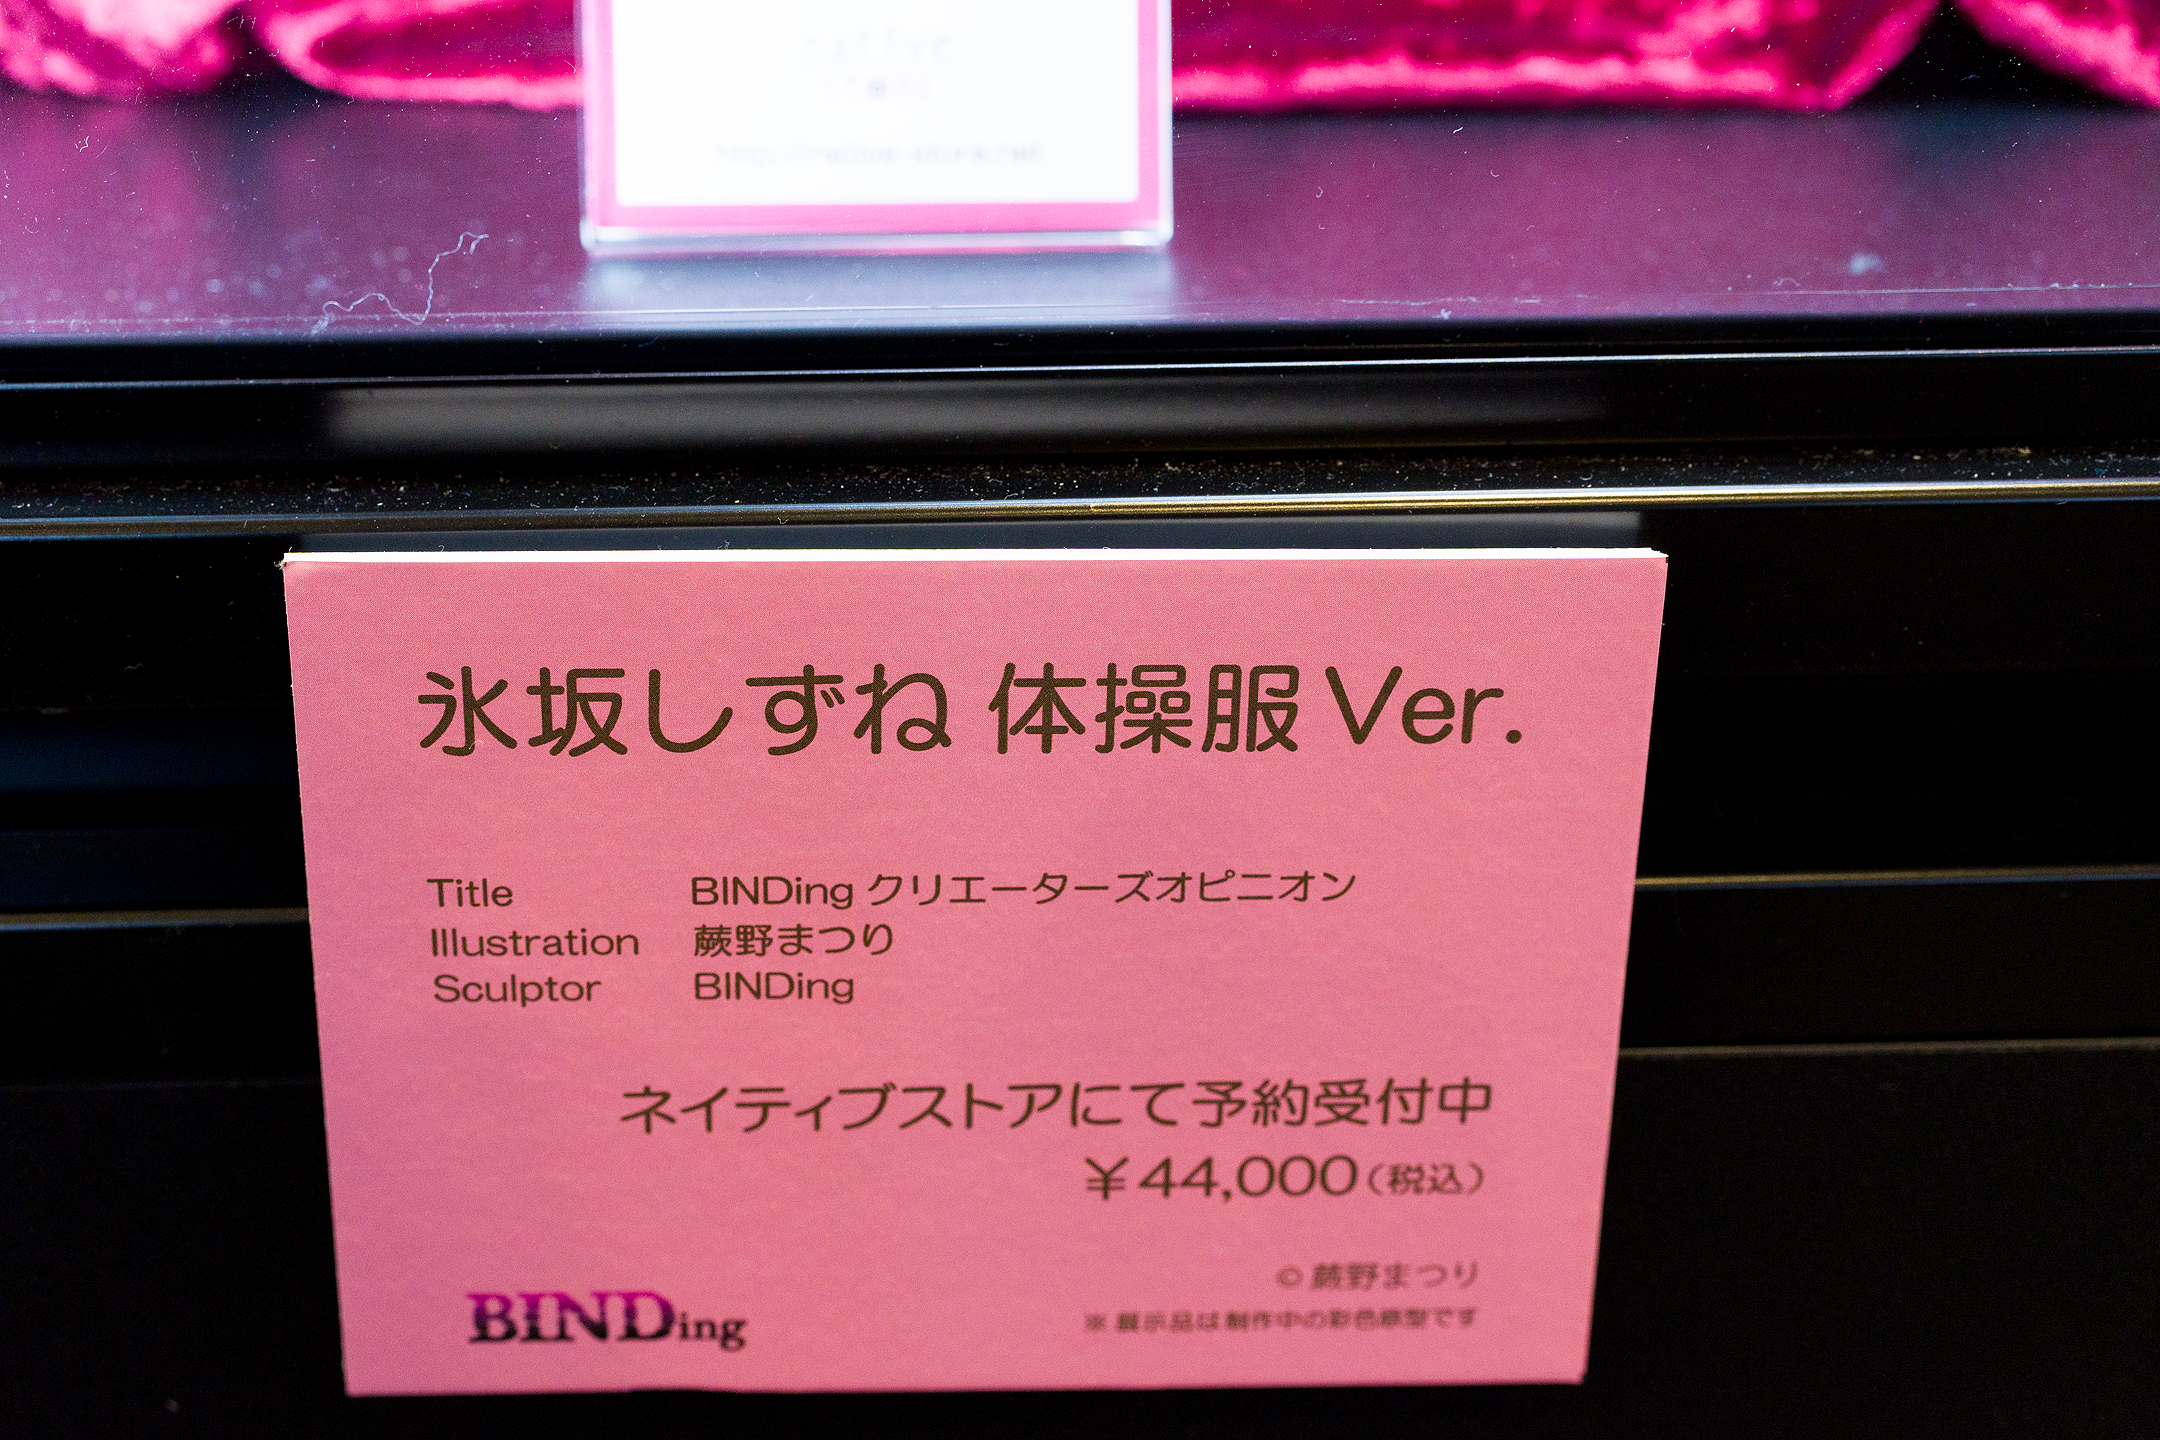 native
STORE
氷坂しずね 体操服 Ver.
Title BINDing クリエーターズオピニオン
Illustration 蕨野まつり
Sculptor BINDing
ネイティブストアにて予約受付中
￥44,000（税込）
© 蕨野まつり
※ 展示品は制作中の彩色原型です
BINDing